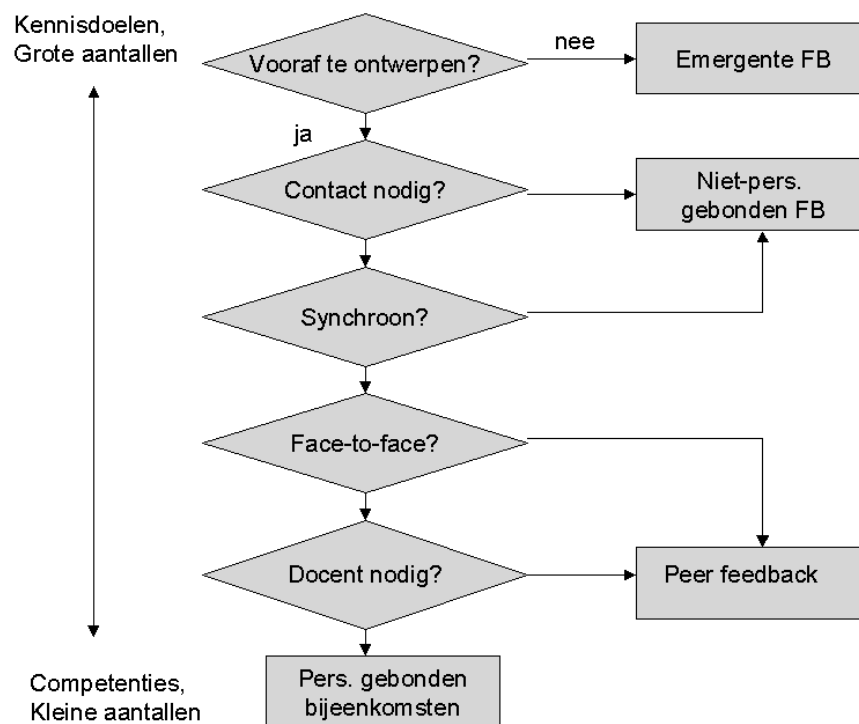 Kennisdoelen,
Grote aantallen
Vooraf te ontwerpen?
nee
Emergente FB
ja
Contact nodig?
Niet-pers.
gebonden FB
Synchroon?
Face-to-face?
Docent nodig?
Peer feedback
Competenties,
Kleine aantallen
Pers. gebonden
bijeenkomsten